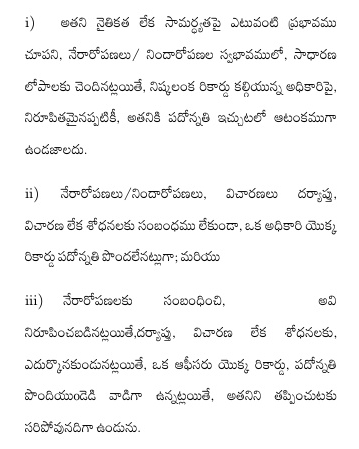 i) అతని నైతికత లేక సామర్థ్యతపై ఎటువంటి ప్రభావము
చూపని, నేరారోపణలు/ నిందారోపణల స్వభావములో, సాధారణ
లోపాలకు చెందినట్లయితే, నిష్కలంక రికార్డు కల్గియున్న అధికారిపై,
నిరూపితమైనప్పటికీ, అతనికి పదోన్నతి ఇచ్చుటలో ఆటంకముగా
ఉండజాలదు.
ii) నేరారోపణలు/నిందారోపణలు, విచారణలు దర్యాప్తు,
విచారణ లేక శోధనలకు సంబంధము లేకుండా, ఒక అధికారి యొక్క
రికార్డు పదోన్నతి పొందలేనట్లుగా; మరియు
iii) నేరారోపణలకు సంబంధించి, అవి
నిరూపించబడినట్లయితే,దర్యాప్తు, విచారణ లేక శోధనలకు,
ఎదుర్కొనకుండునట్లయితే, ఒక ఆఫీసరు యొక్క రికార్డు, పదోన్నతి
పొందియుండెడి వాడిగా ఉన్నట్లయితే, అతనిని తప్పించుటకు
సరిపోవునదిగా ఉండును.